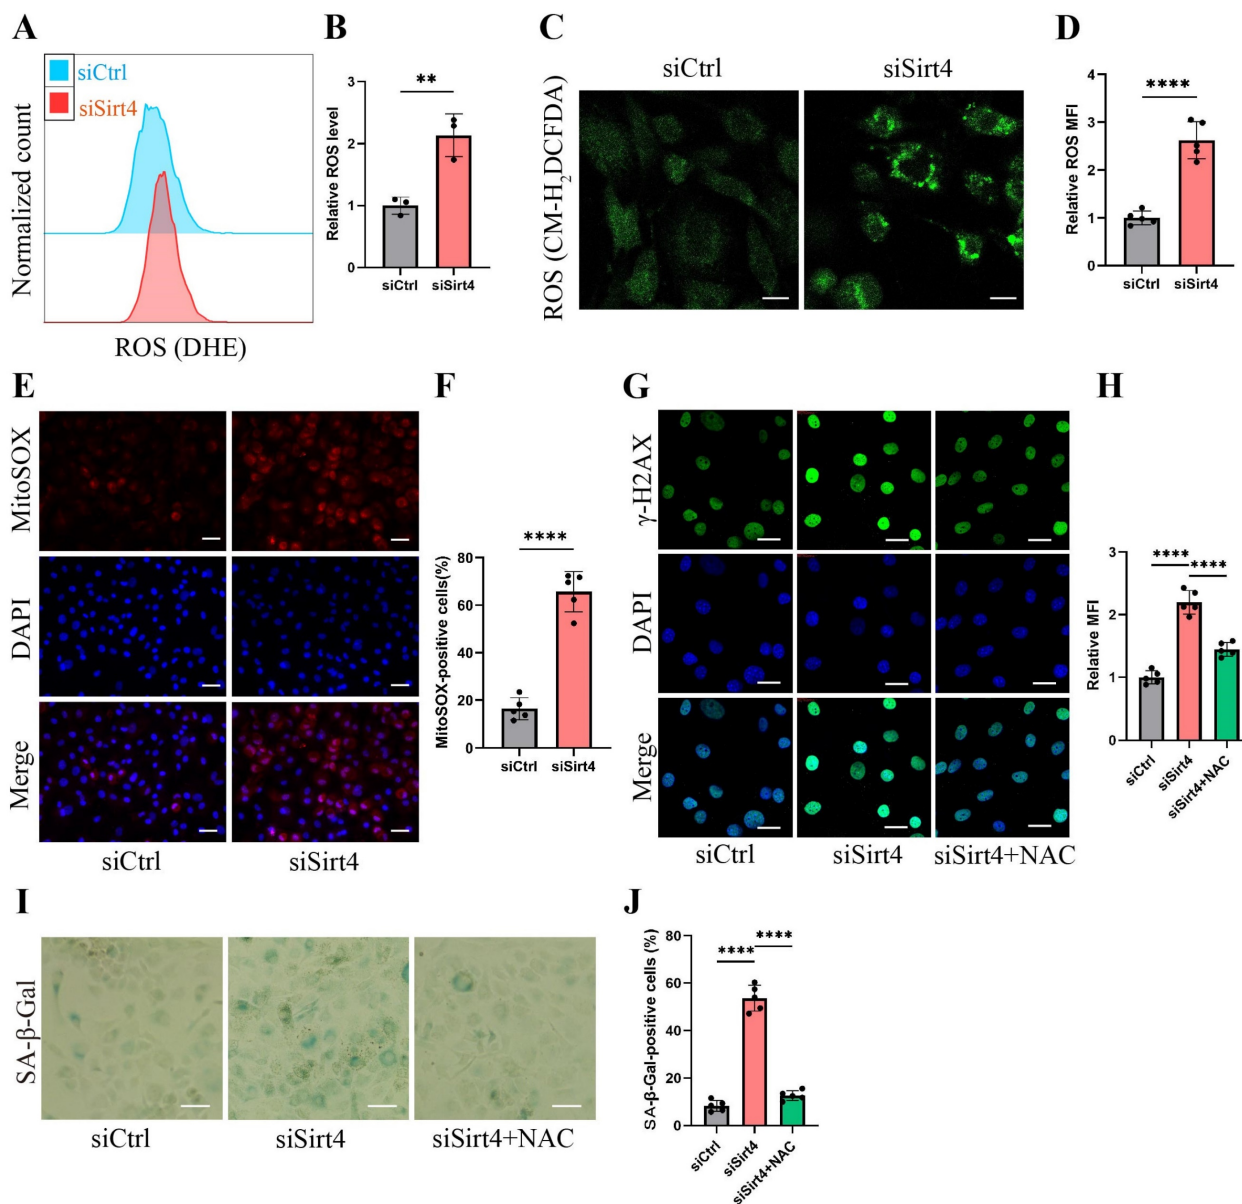 A
siCtrl
siSirt4
Normalized count
ROS (DHE)
B
Relative ROS level
3
2
1
0
**
siCtrl
siSirt4
C
siCtrl
siSirt4
ROS (CM-H₂DCFDA)
D
Relative ROS MFI
4
3
2
1
0
****
siCtrl
siSirt4
E
MitoSOX
DAPI
Merge
siCtrl
siSirt4
F
MitoSOX-positive cells(%)
80
60
40
20
0
****
siCtrl
siSirt4
G
γ-H2AX
DAPI
Merge
siCtrl
siSirt4
siSirt4+NAC
H
Relative MFI
3
2
1
0
****
****
siCtrl
siSirt4
siSirt4+NAC
I
SA-β-Gal
siCtrl
siSirt4
siSirt4+NAC
J
SA-β-Gal-positive cells (%)
80
60
40
20
0
****
****
siCtrl
siSirt4
siSirt4+NAC